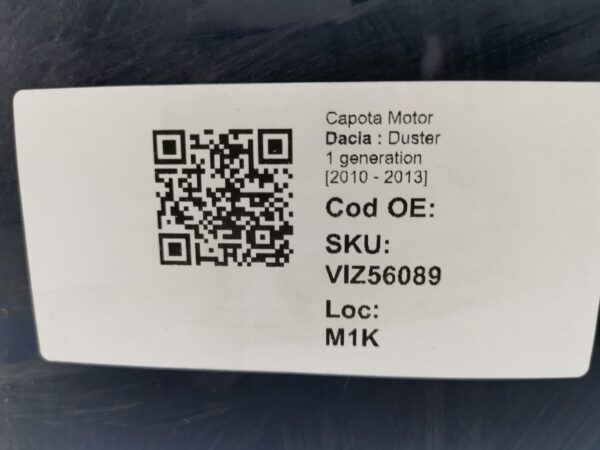 Capota Motor
Dacia : Duster
1 generation
[2010 - 2013]
Cod OE:
SKU:
VIZ56089
Loc:
M1K